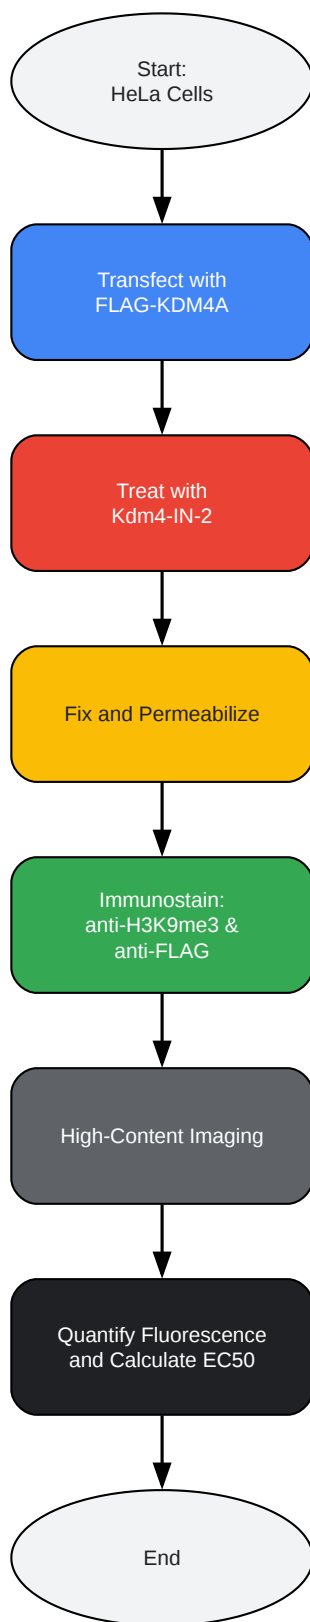 Start:
HeLa Cells
Transfect with
FLAG-KDM4A
Treat with
Kdm4-IN-2
Fix and Permeabilize
Immunostain:
anti-H3K9me3 &
anti-FLAG
High-Content Imaging
Quantify Fluorescence
and Calculate EC50
End